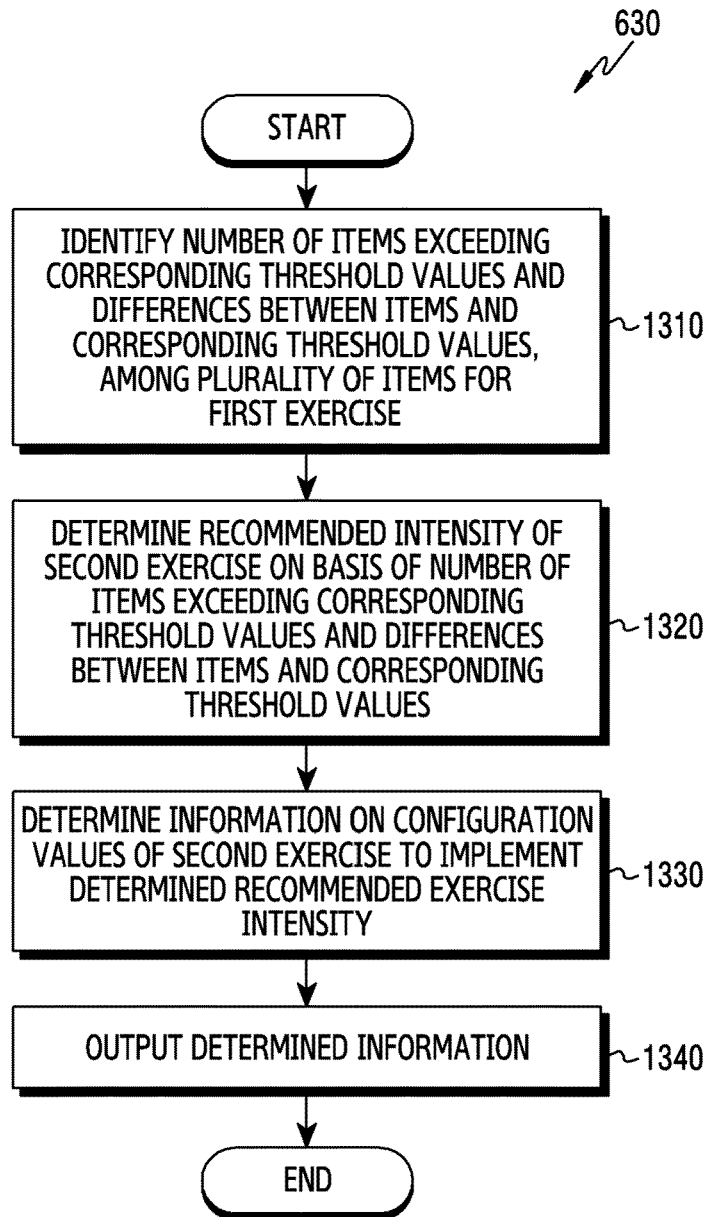 630
START
IDENTIFY NUMBER OF ITEMS EXCEEDING
CORRESPONDING THRESHOLD VALUES AND
DIFFERENCES BETWEEN ITEMS AND
CORRESPONDING THRESHOLD VALUES,
AMONG PLURALITY OF ITEMS FOR
FIRST EXERCISE
1310
DETERMINE RECOMMENDED INTENSITY OF
SECOND EXERCISE ON BASIS OF NUMBER OF
ITEMS EXCEEDING CORRESPONDING
THRESHOLD VALUES AND DIFFERENCES
BETWEEN ITEMS AND CORRESPONDING
THRESHOLD VALUES
1320
DETERMINE INFORMATION ON CONFIGURATION
VALUES OF SECOND EXERCISE TO IMPLEMENT
DETERMINED RECOMMENDED EXERCISE
INTENSITY
1330
OUTPUT DETERMINED INFORMATION
1340
END